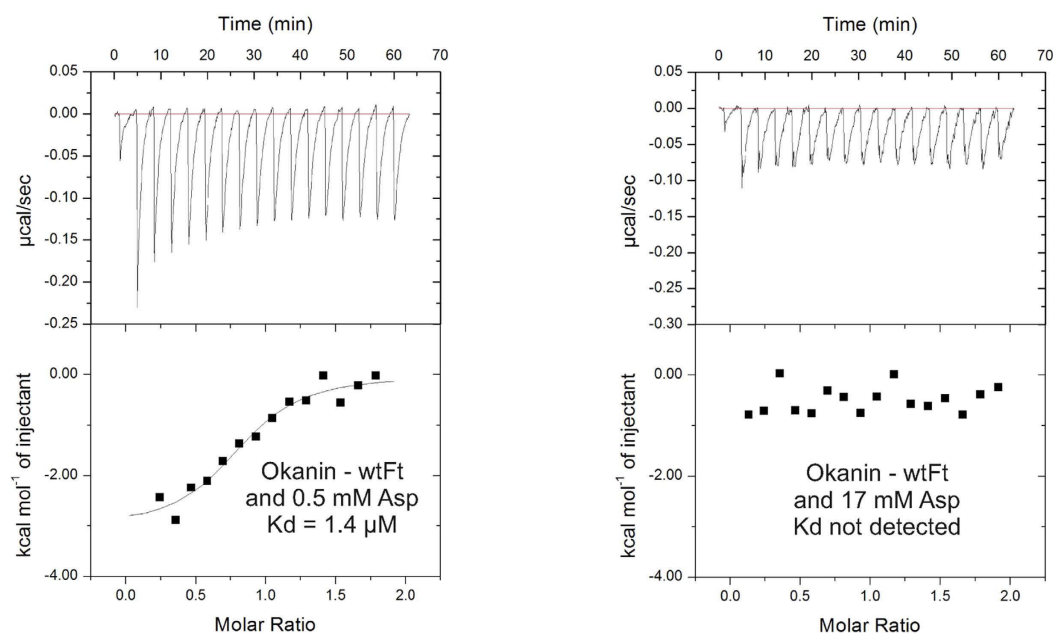 Time (min)
0 10 20 30 40 50 60 70
0.05
0.00
-0.05
-0.10
-0.15
-0.20
-0.25
µcal/sec
0.00
-2.00
-4.00
kcal mol-1 of injectant
Okanin - wtFt
and 0.5 mM Asp
Kd = 1.4 µM
0.0 0.5 1.0 1.5 2.0
Molar Ratio
Time (min)
0 10 20 30 40 50 60 70
0.05
0.00
-0.05
-0.10
-0.15
-0.20
-0.25
-0.30
µcal/sec
0.00
-2.00
-4.00
kcal mol-1 of injectant
Okanin - wtFt
and 17 mM Asp
Kd not detected
0.0 0.5 1.0 1.5 2.0
Molar Ratio